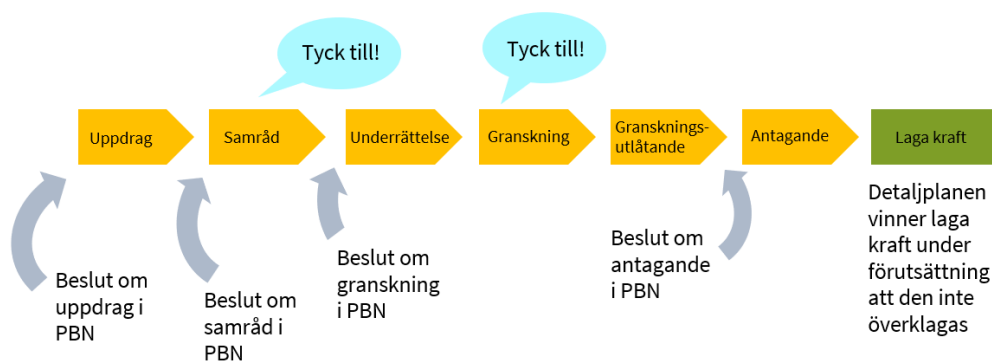 Tyck till!
Tyck till!
Uppdrag
Samråd
Underrättelse
Granskning
Gransknings-
utlåtande
Antagande
Laga kraft
Beslut om
uppdrag i
PBN
Beslut om
samråd i
PBN
Beslut om
granskning
i PBN
Beslut om
antagande
i PBN
Detaljplanen
vinner laga
kraft under
förutsättning
att den inte
överklagas